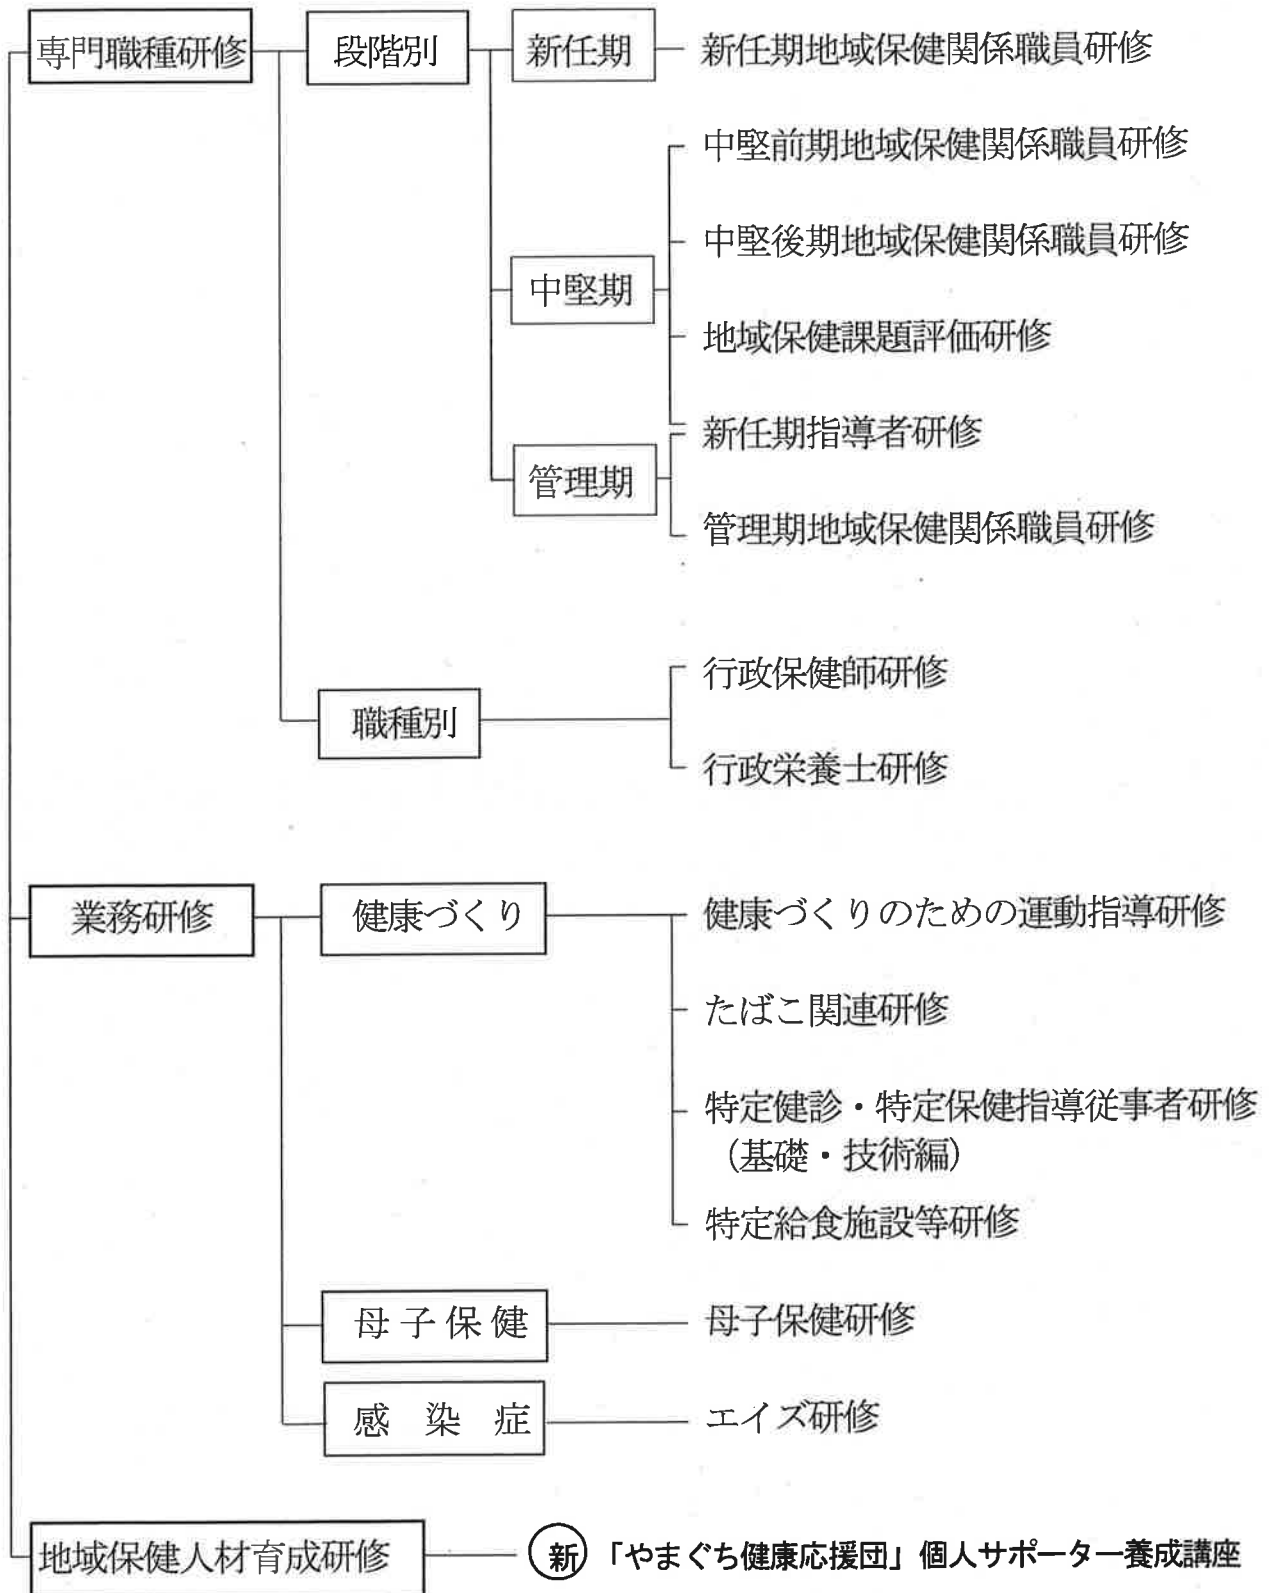 専門職種研修
段階別
新任期
新任期地域保健関係職員研修
中堅前期地域保健関係職員研修
中堅後期地域保健関係職員研修
中堅期
地域保健課題評価研修
新任期指導者研修
管理期
管理期地域保健関係職員研修
職種別
行政保健師研修
行政栄養士研修
業務研修
健康づくり
健康づくりのための運動指導研修
たばこ関連研修
特定健診・特定保健指導従事者研修
（基礎・技術編）
特定給食施設等研修
母子保健
母子保健研修
感染症
エイズ研修
地域保健人材育成研修
新 「やまぐち健康応援団」個人サポーター養成講座